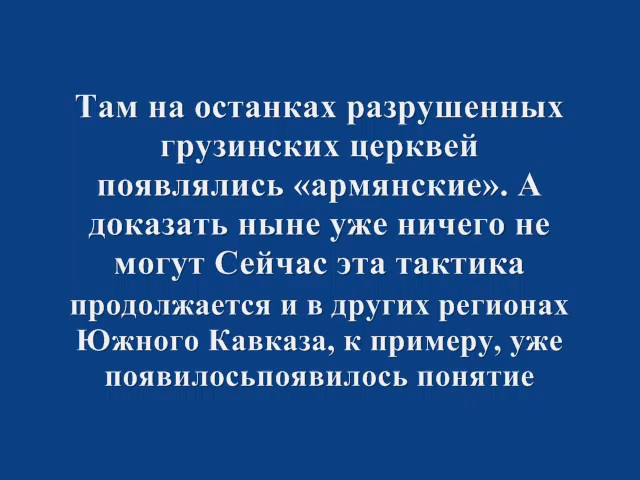 Там на останках разрушенных
грузинских церквей
появлялись «армянские». А
доказать ныне уже ничего не
могут Сейчас эта тактика
продолжается и в других регионах
Южного Кавказа, к примеру, уже
появилосьпоявилось понятие